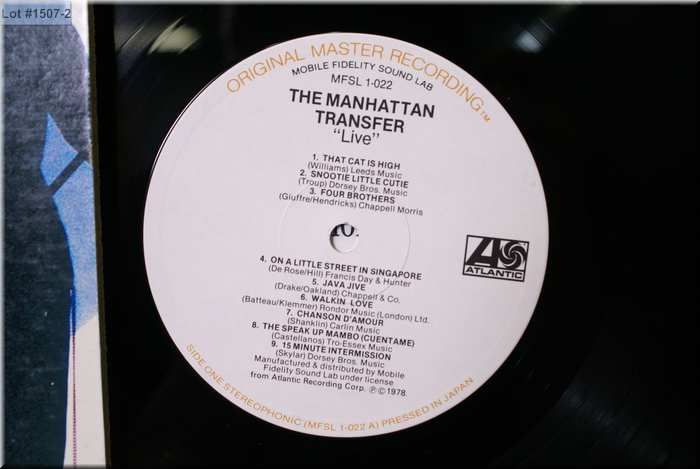 Lot #1507-2
ORIGINAL MASTER RECORDING TM
MOBILE FIDELITY SOUND LAB
MFSL 1-022
THE MANHATTAN
TRANSFER
"Live"
1. THAT CAT IS HIGH
(Williams) Leeds Music
2. SNOOTIE LITTLE CUTIE
(Troup) Dorsey Bros. Music
3. FOUR BROTHERS
(Giuffre/Hendricks) Chappell Morris
4. ON A LITTLE STREET IN SINGAPORE
(De Rose/Hill) Francis Day & Hunter
5. JAVA JIVE
(Drake/Oakland) Chappell & Co.
6. WALKIN' LOVE
(Batteau/Klemmer) Rondor Music (London) Ltd.
7. CHANSON D'AMOUR
(Shanklin) Carlin Music
8. THE SPEAK UP MAMBO (CUENTAME)
(Castellanos) Tro-Essex Music
9. 15 MINUTE INTERMISSION
(Skylar) Dorsey Bros. Music
Manufactured & distributed by Mobile
Fidelity Sound Lab under license
from Atlantic Recording Corp. ℗©1978.
ATLANTIC
SIDE ONE STEREOPHONIC (MFSL 1-022 A) PRESSED IN JAPAN